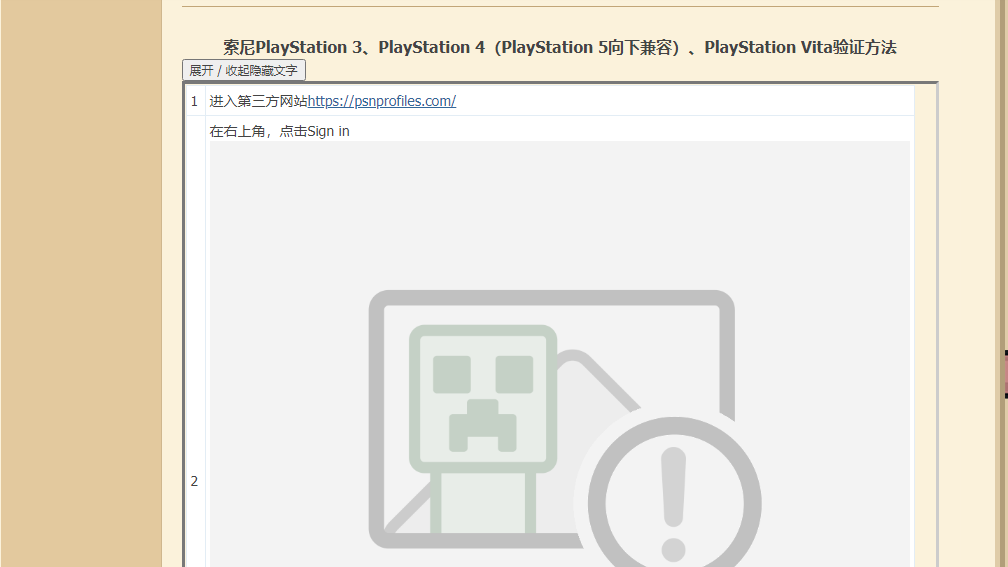 索尼PlayStation 3、PlayStation 4（PlayStation 5向下兼容）、PlayStation Vita验证方法
展开 / 收起隐藏文字
1 进入第三方网站https://psnprofiles.com/
在右上角，点击Sign in
2